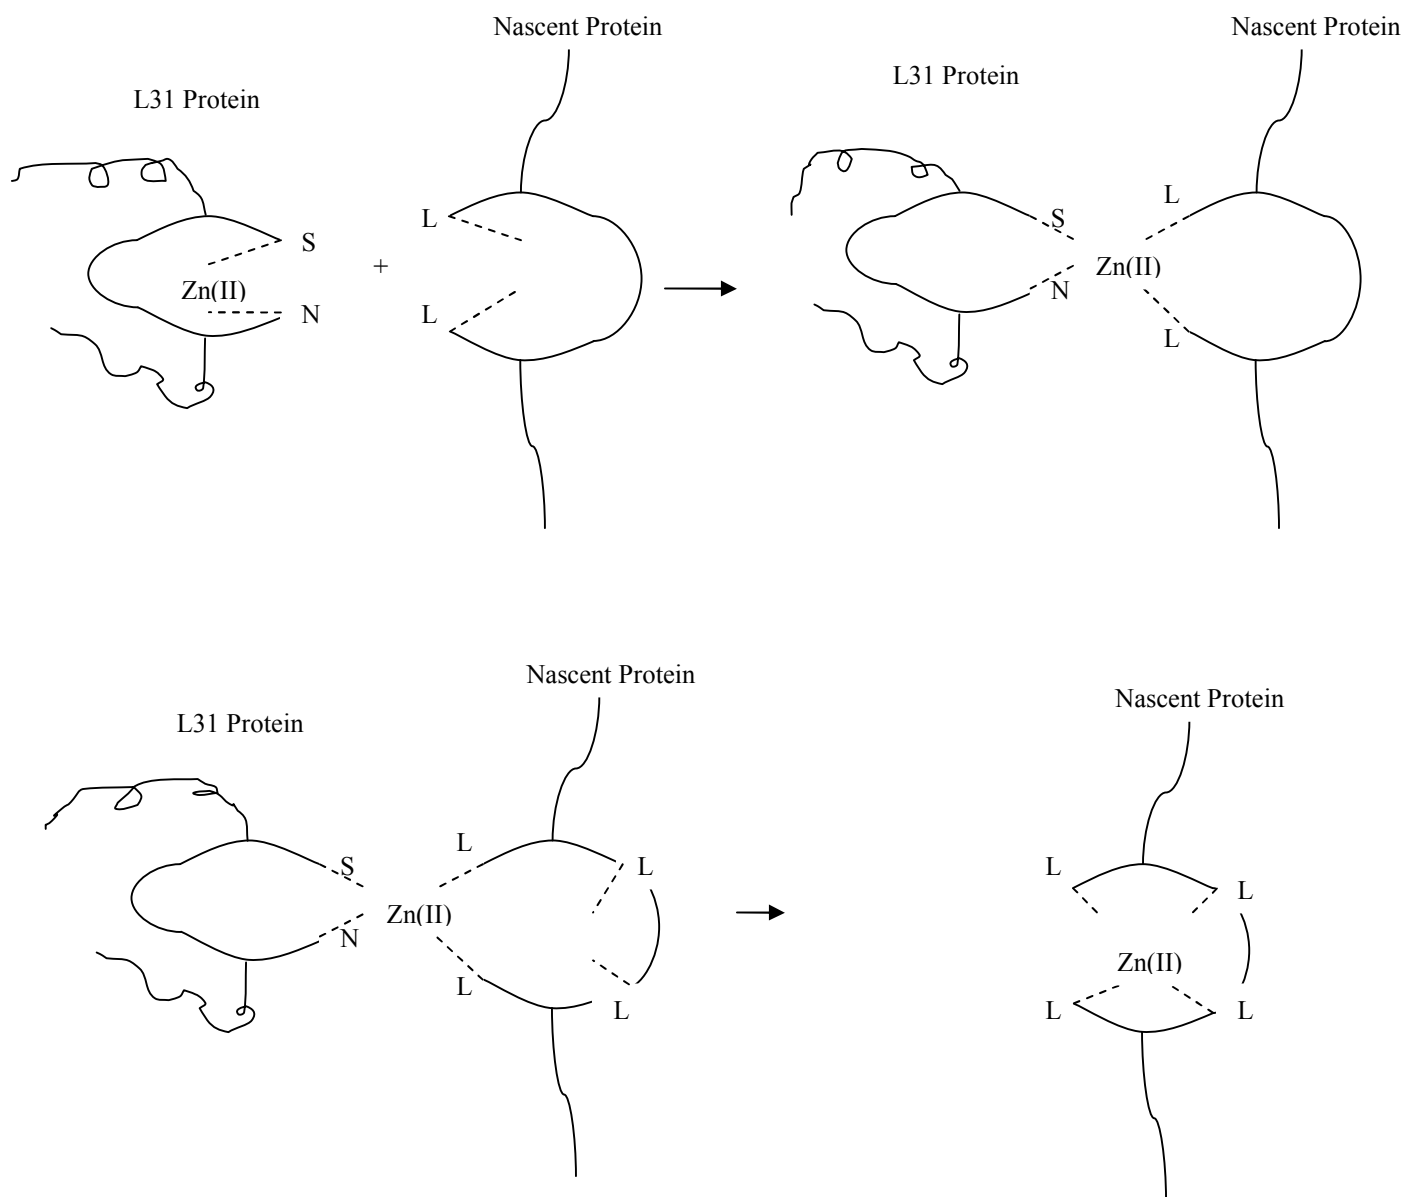 Nascent Protein
Nascent Protein
L31 Protein
L31 Protein
L
S
L
S
+
Zn(II)
Zn(II)
N
L
N
L
Nascent Protein
Nascent Protein
L31 Protein
L
S
L
L
L
Zn(II)
N
Zn(II)
L
L
L
L